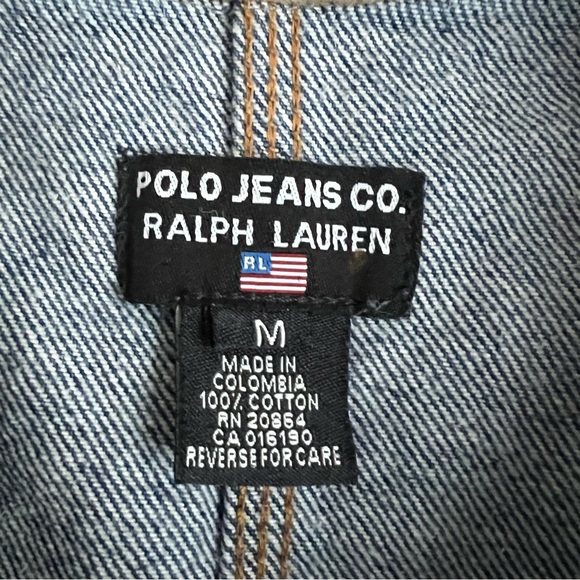 POLO JEANS CO.
RALPH LAUREN
RL
M
MADE IN
COLOMBIA
100% COTTON
RN 20864
CA 016190
REVERSE FOR CARE